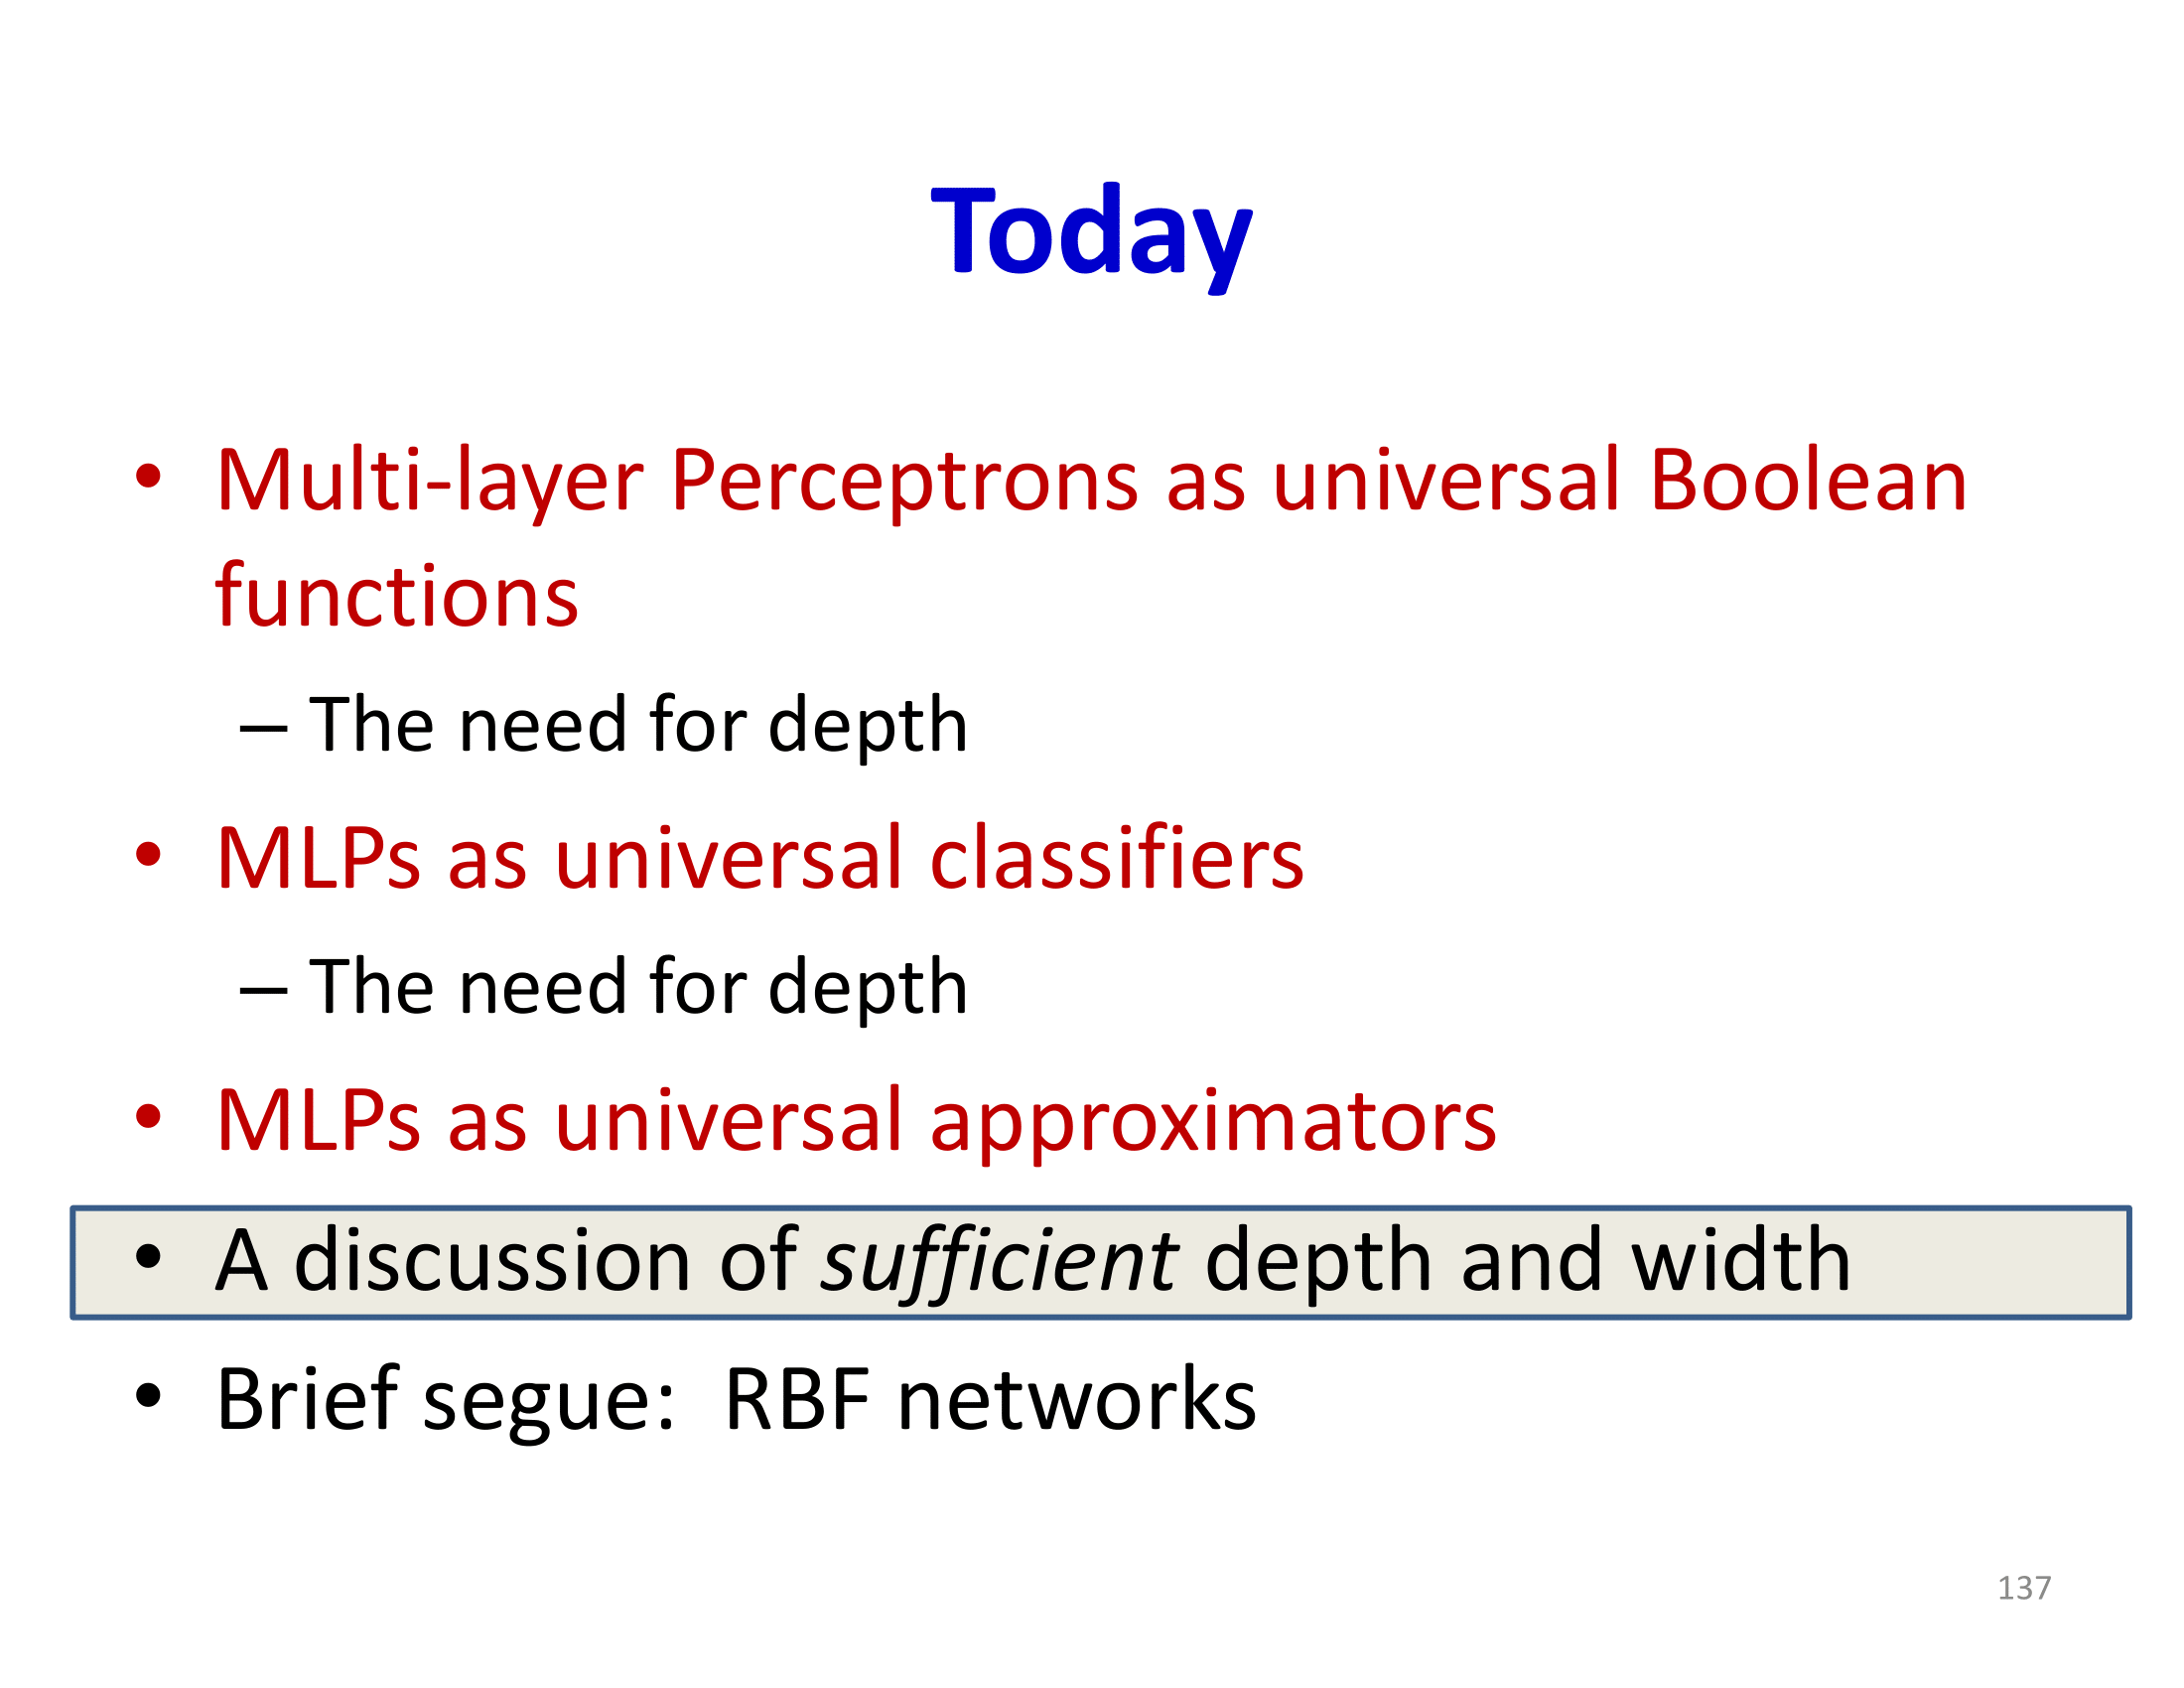 Today
• Multi-layer Perceptrons as universal Boolean
functions
– The need for depth
• MLPs as universal classifiers
– The need for depth
• MLPs as universal approximators
• A discussion of sufficient depth and width
• Brief segue:  RBF networks
137